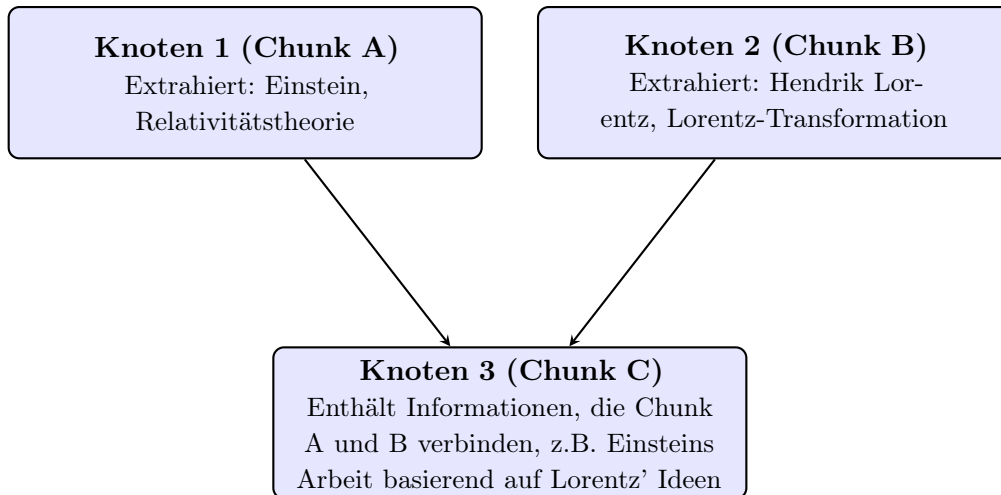 Knoten 1 (Chunk A)
Extrahiert: Einstein,
Relativitätstheorie
Knoten 2 (Chunk B)
Extrahiert: Hendrik Lor-
entz, Lorentz-Transformation
Knoten 3 (Chunk C)
Enthält Informationen, die Chunk
A und B verbinden, z.B. Einsteins
Arbeit basierend auf Lorentz’ Ideen